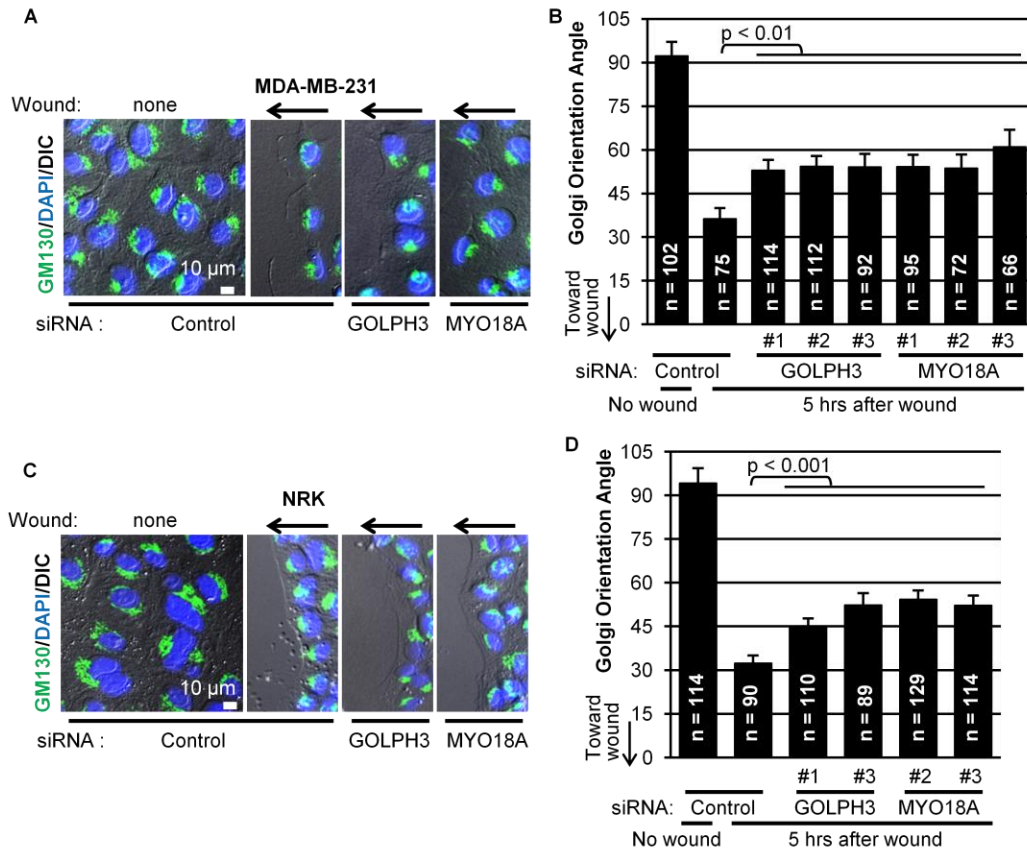 A
MDA-MB-231
Wound: none
GM130/DAPI/DIC
10 µm
siRNA : Control GOLPH3 MYO18A
B
p < 0.01
105
90
75
60
45
30
15
0
Golgi Orientation Angle
Toward wound
n = 102
n = 75
n = 114
n = 112
n = 92
n = 95
n = 72
n = 66
#1 #2 #3 #1 #2 #3
siRNA: Control GOLPH3 MYO18A
No wound 5 hrs after wound
C
NRK
Wound: none
GM130/DAPI/DIC
10 µm
siRNA : Control GOLPH3 MYO18A
D
p < 0.001
105
90
75
60
45
30
15
0
Golgi Orientation Angle
Toward wound
n = 114
n = 90
n = 110
n = 89
n = 129
n = 114
#1 #3 #2 #3
siRNA: Control GOLPH3 MYO18A
No wound 5 hrs after wound